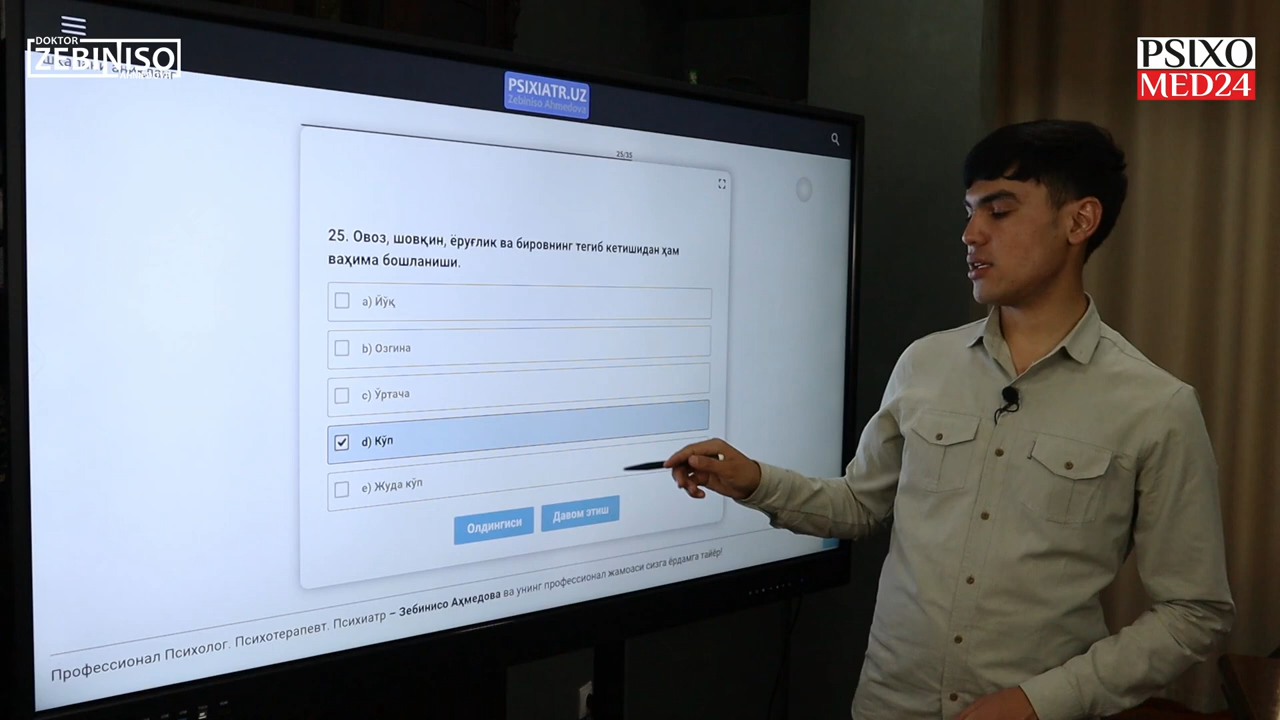 DOKTOR
ZEBINISO
PSIXO
MED24
PSIXIATR.UZ
Zebiniso Ahmedova
25/35
25. Овоз, шовқин, ёруғлик ва бировнинг тегиб кетишидан ҳам
ваҳима бошланиши.
a) Йўқ
b) Озгина
c) Ўртача
d) Кўп
e) Жуда кўп
Олдингиси
Давом этиш
Профессионал Психолог. Психотерапевт. Психиатр – Зебинисо Аҳмедова ва унинг профессионал жамоаси сизга ёрдамга тайёр!